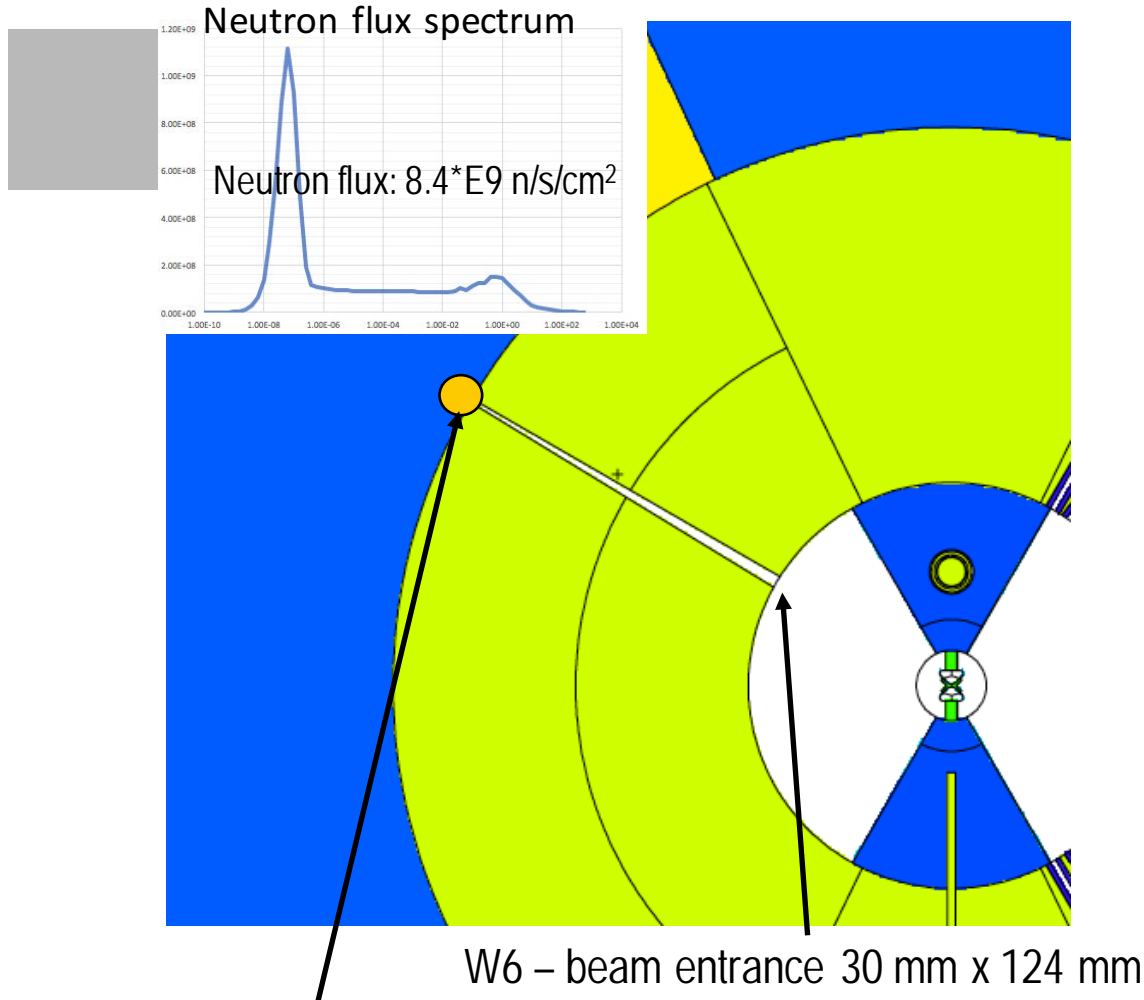 Neutron flux spectrum
1.20E+09
1.00E+09
8.00E+08
6.00E+08
Neutron flux: 8.4*E9 n/s/cm²
4.00E+08
2.00E+08
0.00E+00
1.00E-10 1.00E-08 1.00E-06 1.00E-04 1.00E-02 1.00E+00 1.00E+02 1.00E+04
W6 – beam entrance 30 mm x 124 mm